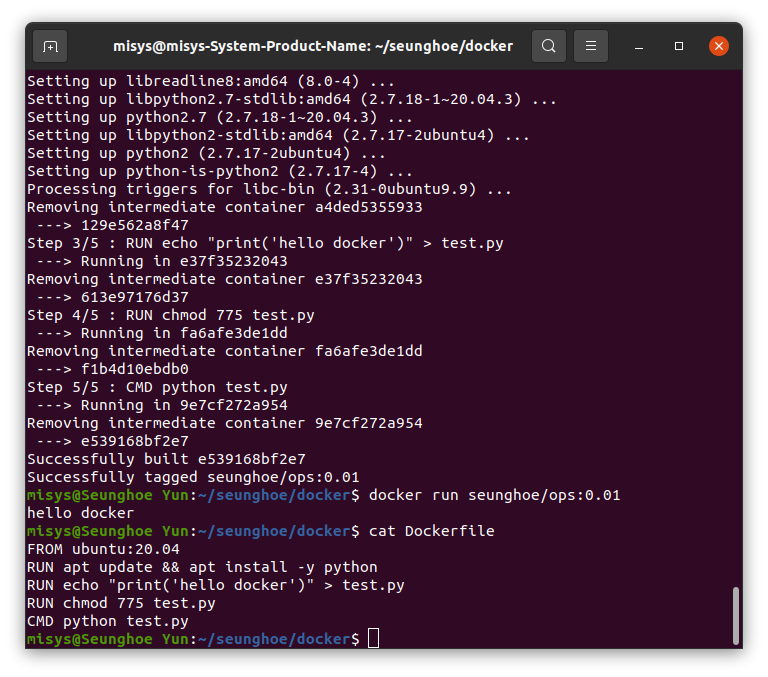 misys@misys-System-Product-Name: ~/seunghoe/docker
Setting up libreadline8:amd64 (8.0-4) ...
Setting up libpython2.7-stdlib:amd64 (2.7.18-1~20.04.3) ...
Setting up python2.7 (2.7.18-1~20.04.3) ...
Setting up libpython2-stdlib:amd64 (2.7.17-2ubuntu4) ...
Setting up python2 (2.7.17-2ubuntu4) ...
Setting up python-is-python2 (2.7.17-4) ...
Processing triggers for libc-bin (2.31-0ubuntu9.9) ...
Removing intermediate container a4ded5355933
 ---> 129e562a8f47
Step 3/5 : RUN echo "print('hello docker')" > test.py
 ---> Running in e37f35232043
Removing intermediate container e37f35232043
 ---> 613e97176d37
Step 4/5 : RUN chmod 775 test.py
 ---> Running in fa6afe3de1dd
Removing intermediate container fa6afe3de1dd
 ---> f1b4d10ebdb0
Step 5/5 : CMD python test.py
 ---> Running in 9e7cf272a954
Removing intermediate container 9e7cf272a954
 ---> e539168bf2e7
Successfully built e539168bf2e7
Successfully tagged seunghoe/ops:0.01
misys@Seunghoe Yun:~/seunghoe/docker$ docker run seunghoe/ops:0.01
hello docker
misys@Seunghoe Yun:~/seunghoe/docker$ cat Dockerfile
FROM ubuntu:20.04
RUN apt update && apt install -y python
RUN echo "print('hello docker')" > test.py
RUN chmod 775 test.py
CMD python test.py
misys@Seunghoe Yun:~/seunghoe/docker$